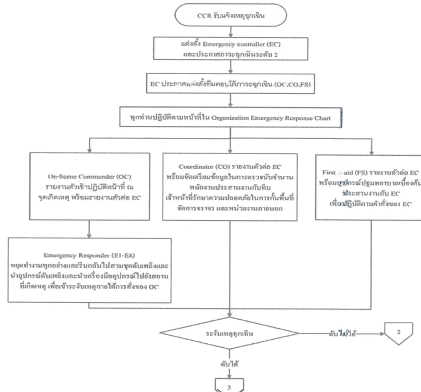 CCR รับแจ้งเหตุฉุกเฉิน
แต่งตั้ง Emergency controller (EC)
และประกาศภาวะฉุกเฉินระดับ 2
EC ประกาศแต่งตั้งทีมตอบโต้ภาวะฉุกเฉิน (OC,CO,FS)
ทุกท่านปฏิบัติตามหน้าที่ใน Organization Emergency Response Chart
On-Scene Commander (OC)
รายงานตัวเข้าปฏิบัติหน้าที่ ณ
จุดเกิดเหตุ พร้อมรายงานตัวต่อ EC
Coordinator (CO) รายงานตัวต่อ EC
พร้อมจัดเตรียมข้อมูลในการตรวจนับจำนวน
พนักงานประสานงานกับทีม
เจ้าหน้าที่รักษาความปลอดภัยในการกั้นพื้นที่
จัดการจราจร และหน่วยงานภายนอก
First - aid (FS) รายงานตัวต่อ EC
พร้อมอุปกรณ์ปฐมพยาบาลเบื้องต้น
ประสานงานกับ EC
เพื่อปฏิบัติตามคำสั่งของ EC
Emergency Responder (E1-E8)
หยุดทำงานทุกอย่างและรีบกลับไปสวมชุดดับเพลิงและ
นำอุปกรณ์ดับเพลิงและนำเครื่องมืออุปกรณ์ไปยังสถาน
ที่เกิดเหตุ เพื่อเข้าระงับเหตุภายใต้การสั่งของ OC
ระงับเหตุฉุกเฉิน
ดับไม่ได้
2
ดับได้
3